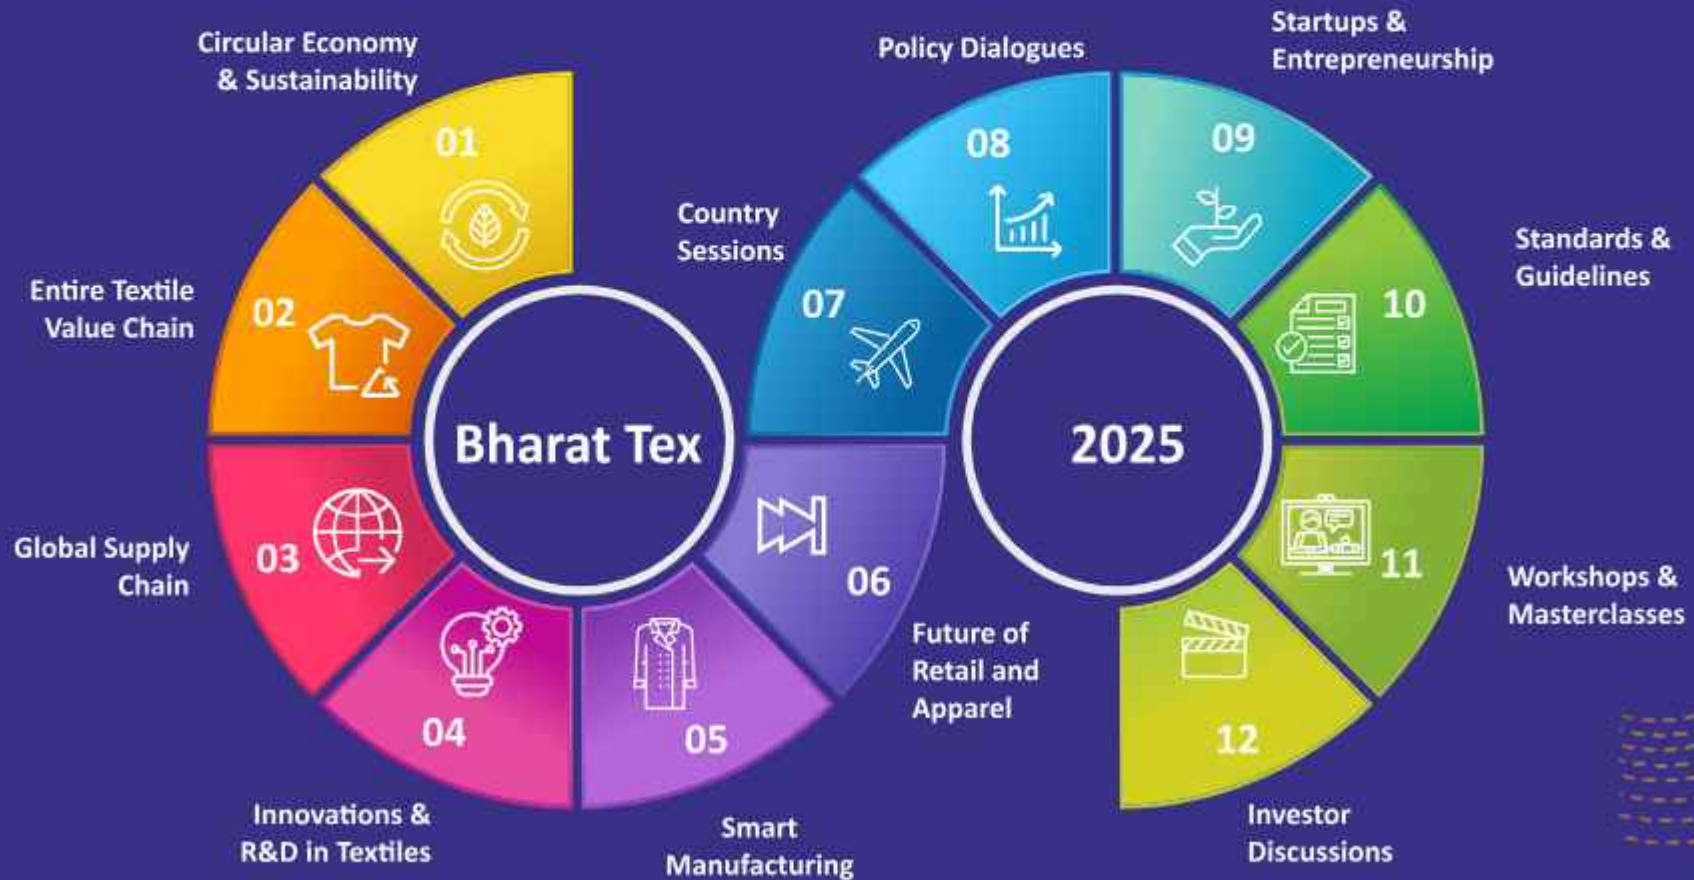 Circular Economy
& Sustainability
01
Entire Textile
Value Chain
02
Global Supply
Chain
03
Innovations &
R&D in Textiles
04
Smart
Manufacturing
05
Future of
Retail and
Apparel
06
Bharat Tex
Country
Sessions
07
Policy Dialogues
08
Startups &
Entrepreneurship
09
Standards &
Guidelines
10
Workshops &
Masterclasses
11
Investor
Discussions
12
2025